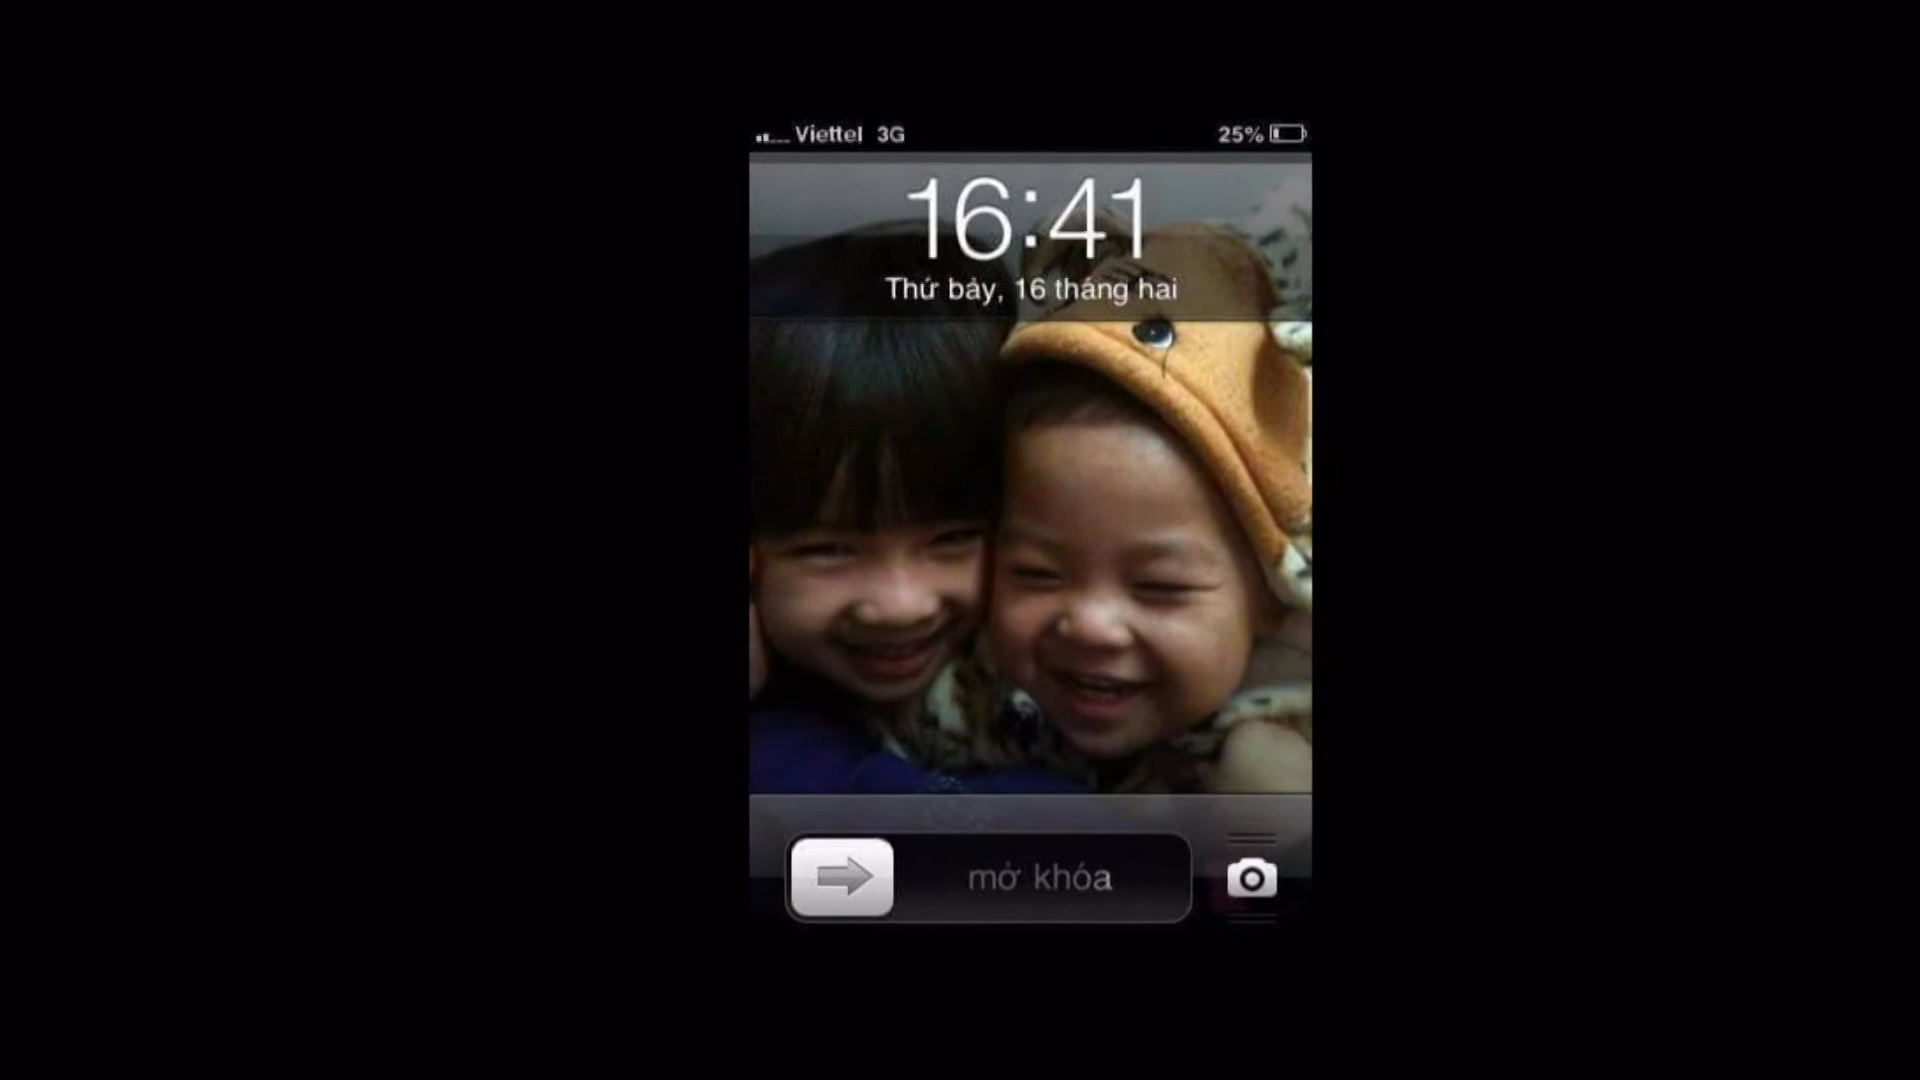 Viettel 3G 25%
16:41
Thứ bảy, 16 tháng hai
mở khóa